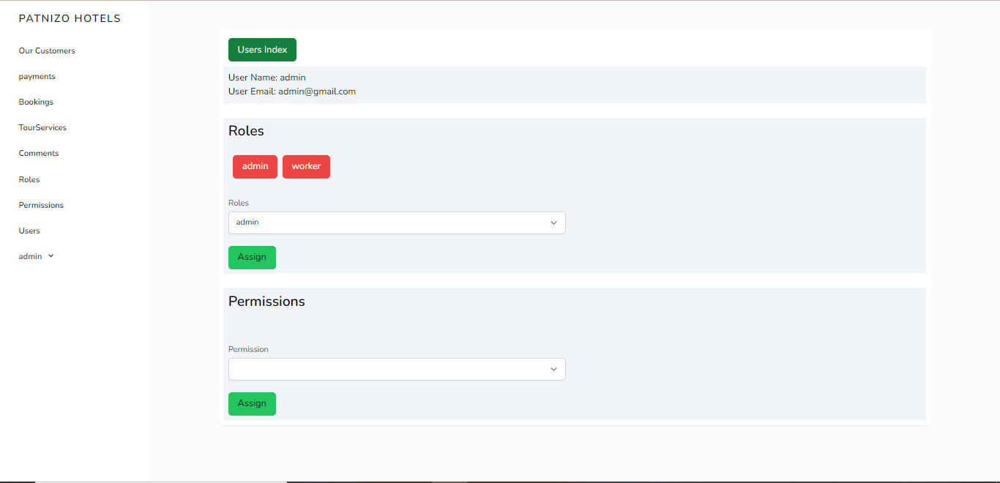 PATNIZO HOTELS
Our Customers
payments
Bookings
TourServices
Comments
Roles
Permissions
Users
admin
Users Index
User Name: admin
User Email: admin@gmail.com
Roles
admin worker
Roles
admin
Assign
Permissions
Permission
Assign